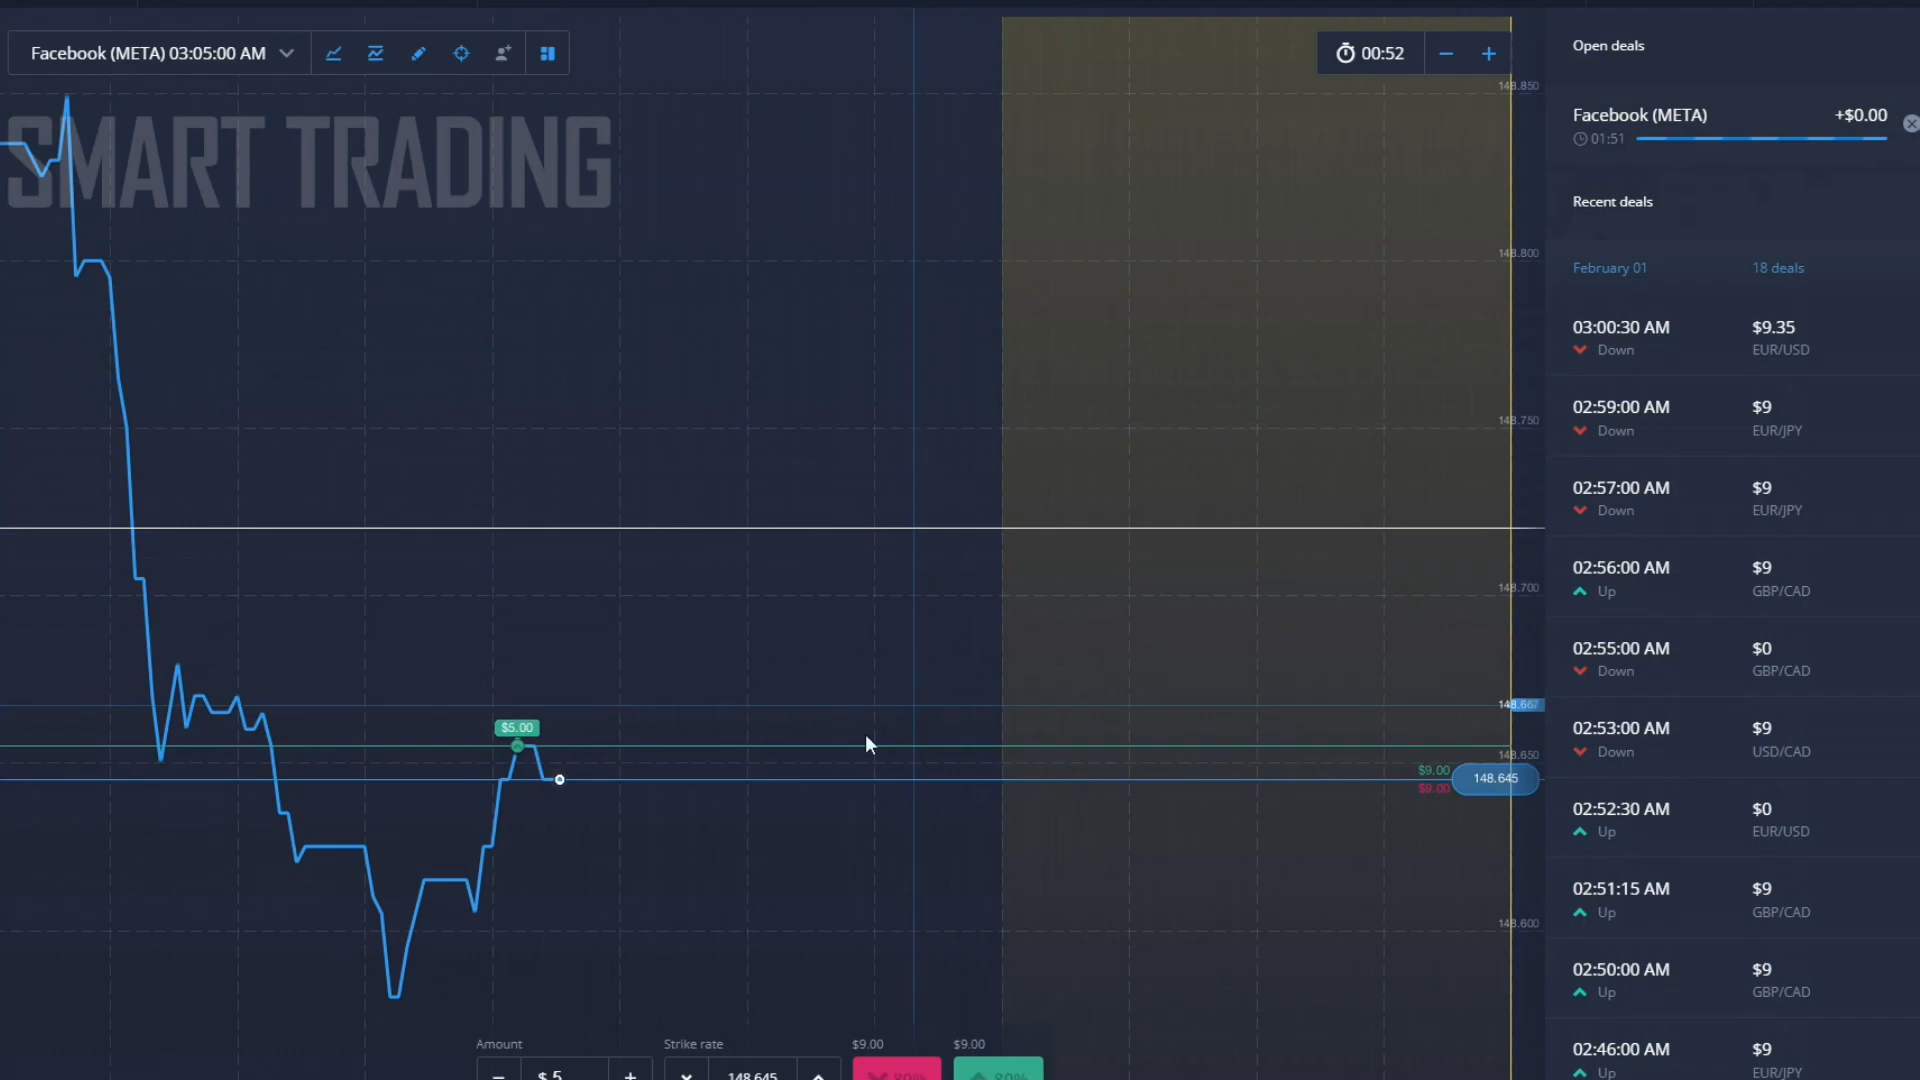 Facebook (META) 03:05:00 AM
00:52
SMART TRADING
148.850
148.800
148.750
148.700
148.667
148.650
148.600
$5.00
$9.00
$9.00
148.645
Amount
Strike rate
$9.00
$9.00
$ 5
148.645
80%
80%
Open deals
Facebook (META) +$0.00
01:51
Recent deals
February 01 18 deals
03:00:30 AM $9.35
Down EUR/USD
02:59:00 AM $9
Down EUR/JPY
02:57:00 AM $9
Down EUR/JPY
02:56:00 AM $9
Up GBP/CAD
02:55:00 AM $0
Down GBP/CAD
02:53:00 AM $9
Down USD/CAD
02:52:30 AM $0
Up EUR/USD
02:51:15 AM $9
Up GBP/CAD
02:50:00 AM $9
Up GBP/CAD
02:46:00 AM $9
Up EUR/JPY